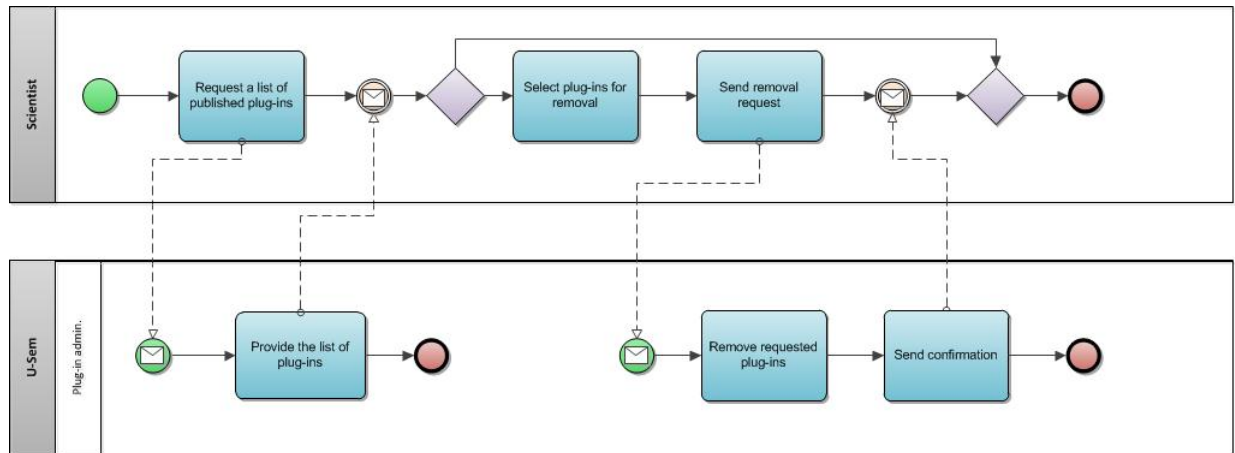 Scientist
Request a list of
published plug-ins
Select plug-ins for
removal
Send removal
request
U-Sem
Plug-in admin.
Provide the list of
plug-ins
Remove requested
plug-ins
Send confirmation